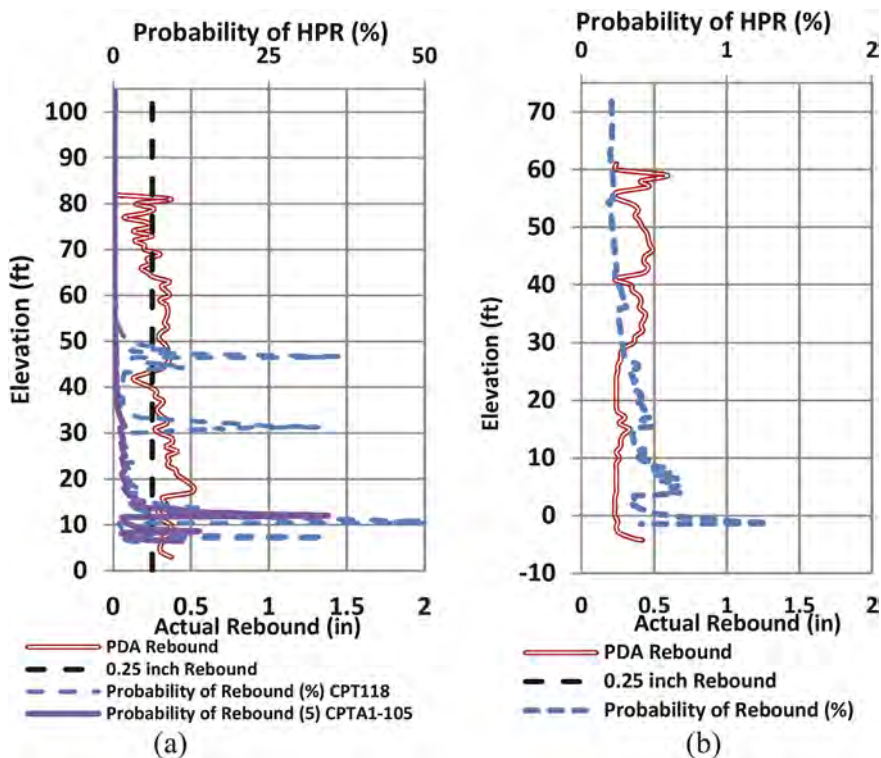 Probability of HPR (%)
0 25 50
100
90
80
70
60
50
40
30
20
10
0
Elevation (ft)
0 0.5 1 1.5 2
Actual Rebound (in)
PDA Rebound
0.25 inch Rebound
Probability of Rebound (%) CPT118
Probability of Rebound (5) CPTA1-105
(a)
Probability of HPR (%)
0 1 2
70
60
50
40
30
20
10
0
-10
Elevation (ft)
0 0.5 1 1.5 2
Actual Rebound (in)
PDA Rebound
0.25 inch Rebound
Probability of Rebound (%)
(b)